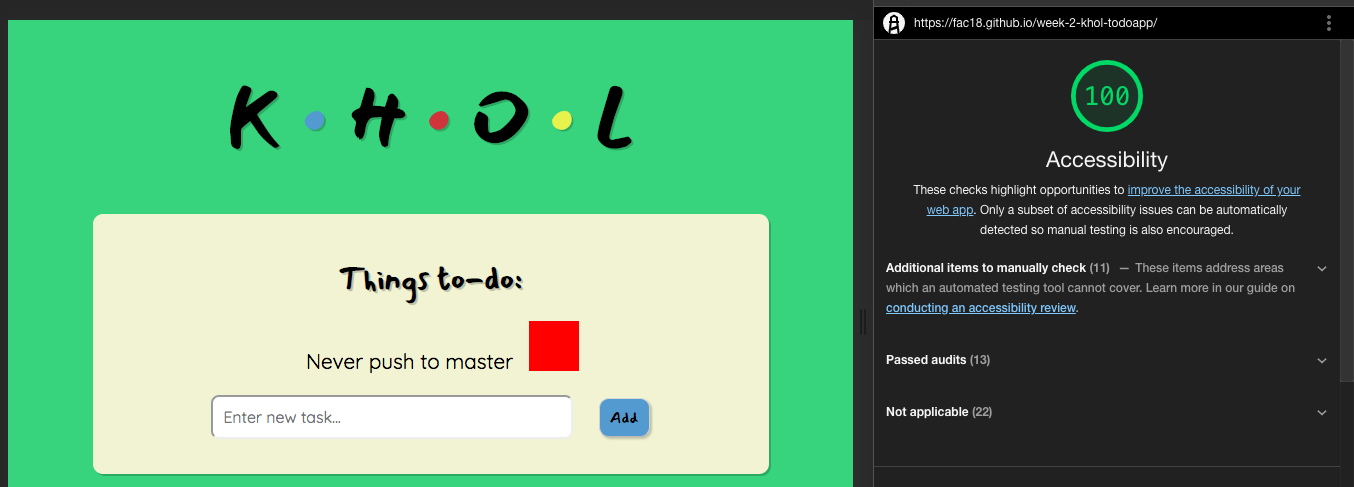 K • H • O • L
Things to-do:
Never push to master
Enter new task...
Add
https://fac18.github.io/week-2-khol-todoapp/
100
Accessibility
These checks highlight opportunities to improve the accessibility of your
web app. Only a subset of accessibility issues can be automatically
detected so manual testing is also encouraged.
Additional items to manually check (11) — These items address areas
which an automated testing tool cannot cover. Learn more in our guide on
conducting an accessibility review.
Passed audits (13)
Not applicable (22)